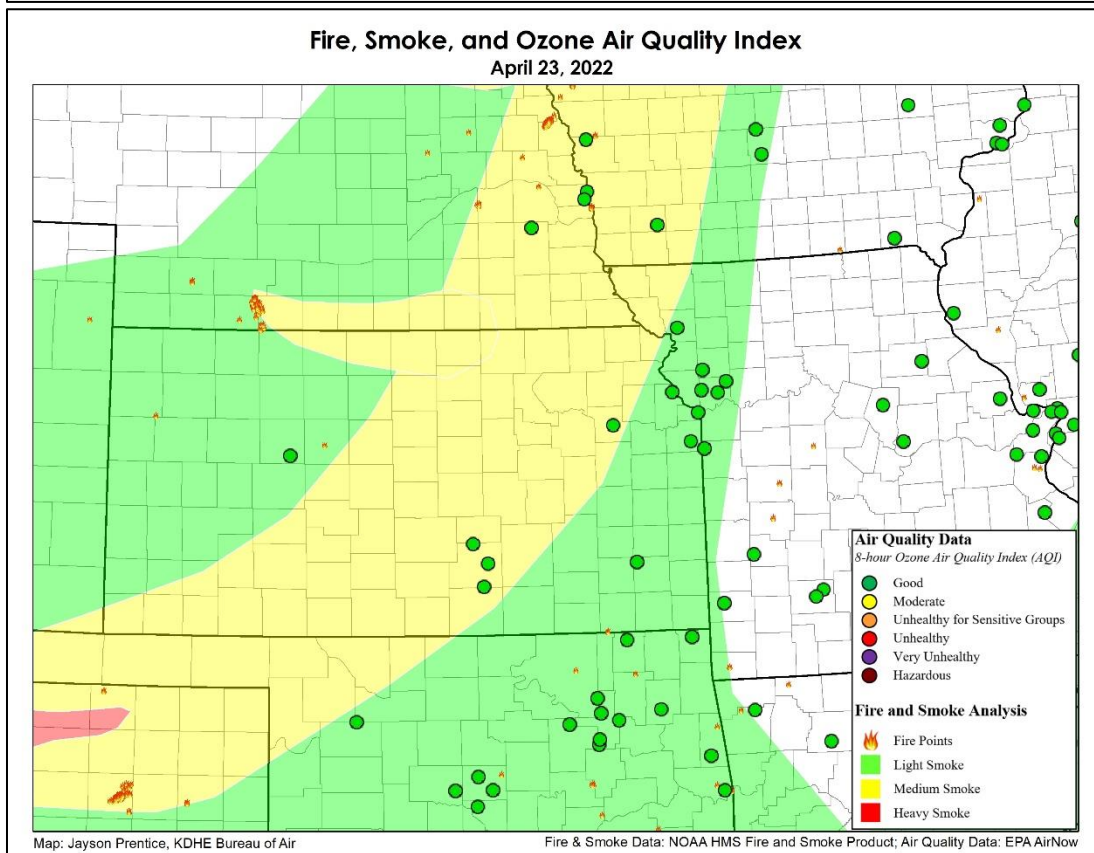 Fire, Smoke, and Ozone Air Quality Index
April 23, 2022
Air Quality Data
8-hour Ozone Air Quality Index (AQI)
Good
Moderate
Unhealthy for Sensitive Groups
Unhealthy
Very Unhealthy
Hazardous
Fire and Smoke Analysis
Fire Points
Light Smoke
Medium Smoke
Heavy Smoke
Map: Jayson Prentice, KDHE Bureau of Air
Fire & Smoke Data: NOAA HMS Fire and Smoke Product; Air Quality Data: EPA AirNow